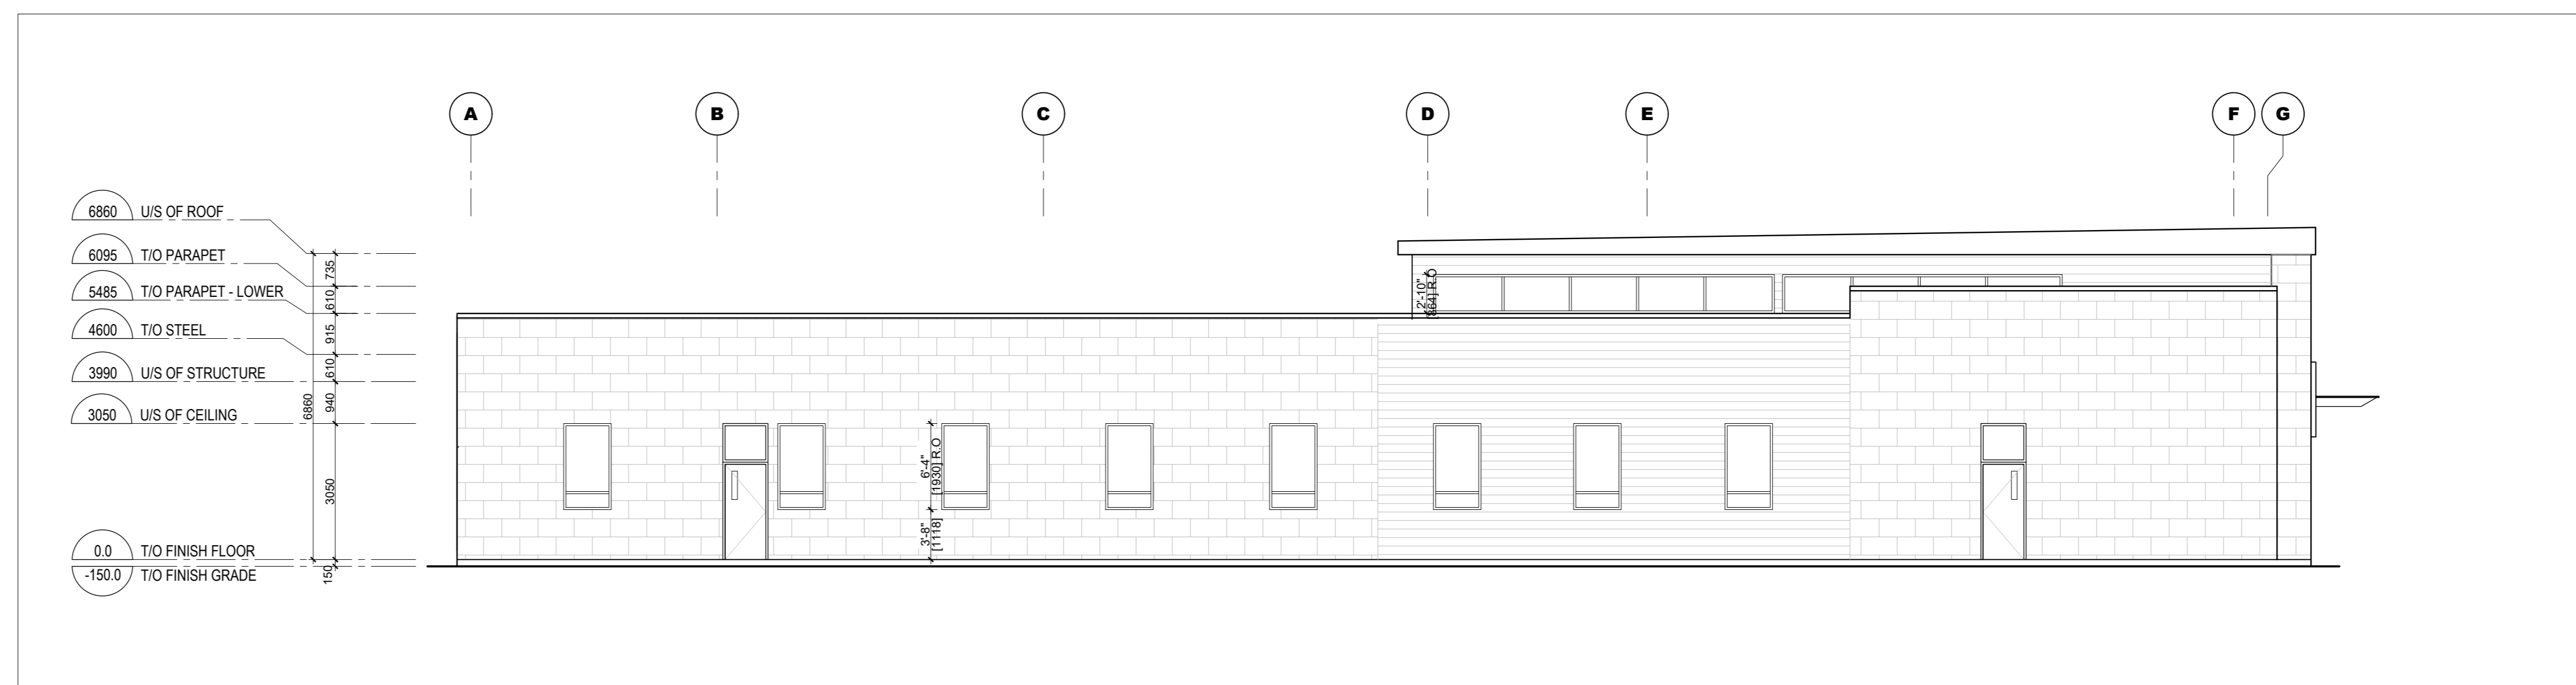 A
B
C
D
E
F
G
6860 U/S OF ROOF
6095 T/O PARAPET
5485 T/O PARAPET - LOWER
4600 T/O STEEL
3990 U/S OF STRUCTURE
3050 U/S OF CEILING
0.0 T/O FINISH FLOOR
-150.0 T/O FINISH GRADE
6860
735
610
915
610
940
3050
150
6'-4"
[1930] R.O
3'-8"
[1118]
2'-10"
[864] R.O